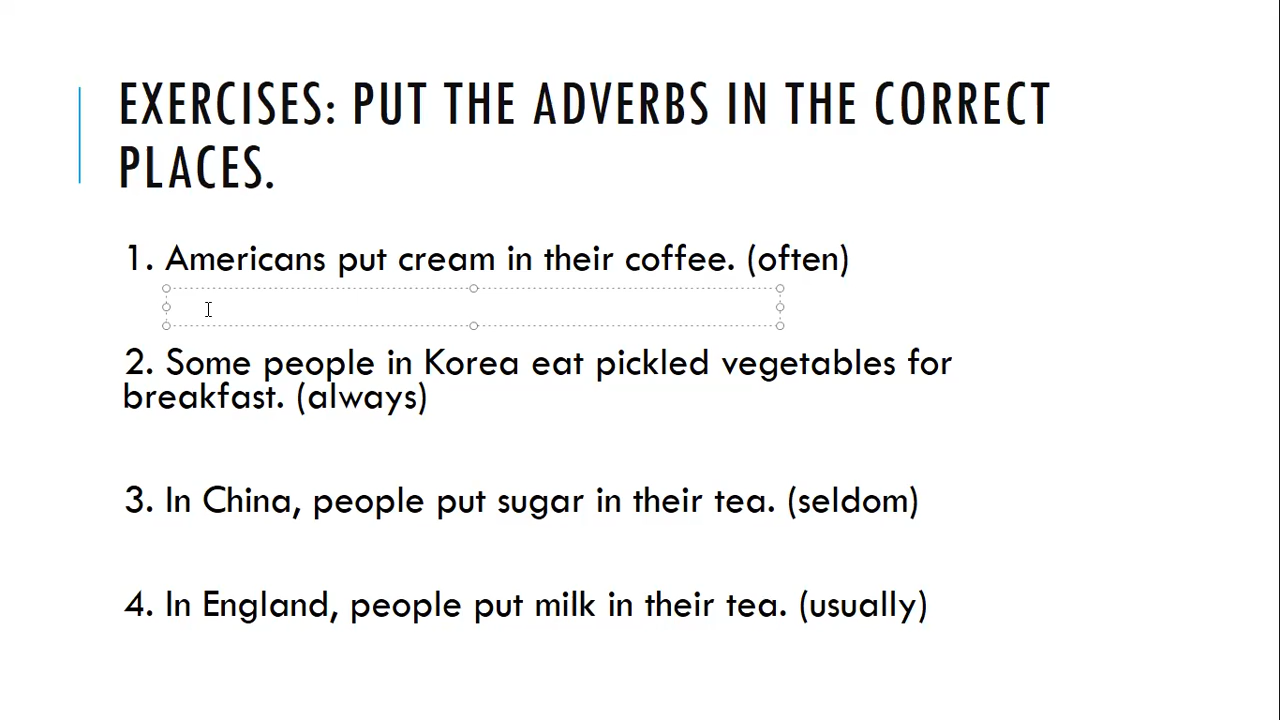 EXERCISES: PUT THE ADVERBS IN THE CORRECT
PLACES.
1. Americans put cream in their coffee. (often)
2. Some people in Korea eat pickled vegetables for
breakfast. (always)
3. In China, people put sugar in their tea. (seldom)
4. In England, people put milk in their tea. (usually)